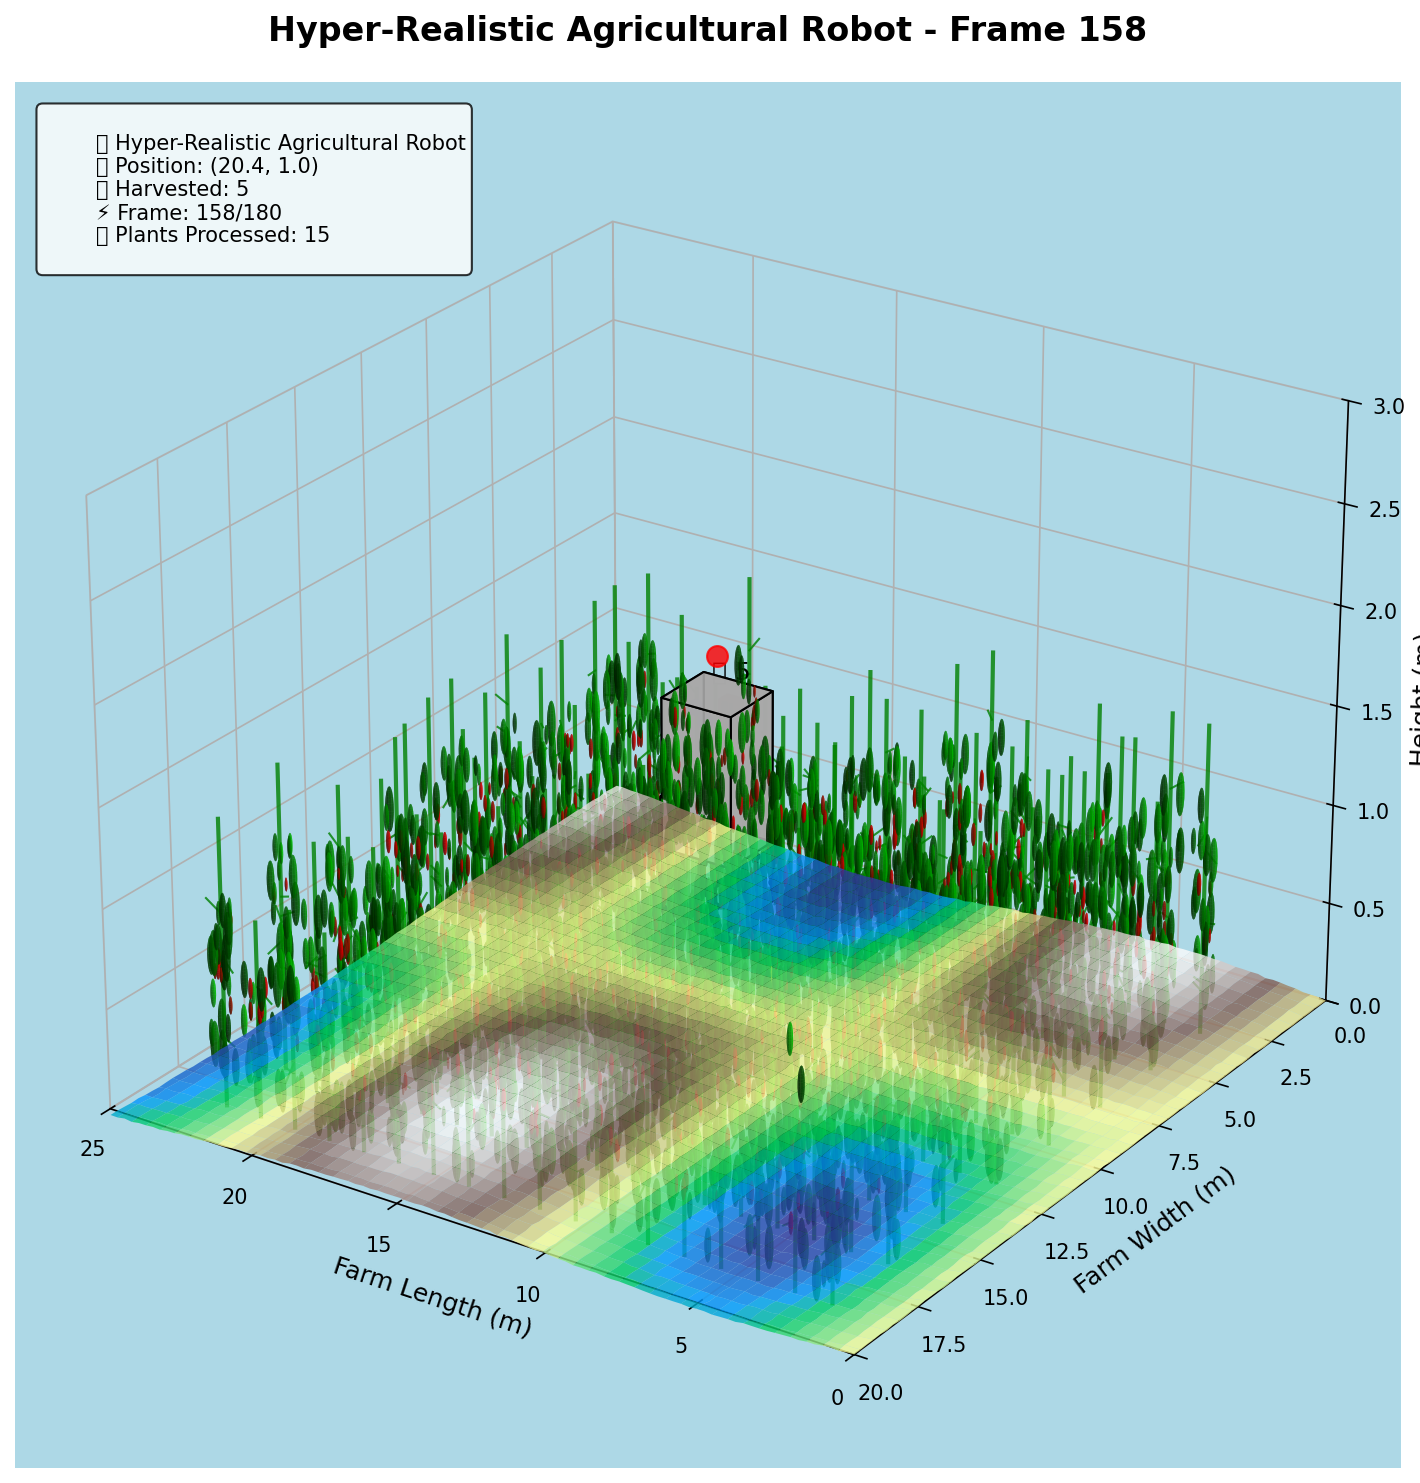 Hyper-Realistic Agricultural Robot - Frame 158
▯ Hyper-Realistic Agricultural Robot
▯ Position: (20.4, 1.0)
▯ Harvested: 5
⚡ Frame: 158/180
▯ Plants Processed: 15
5
3.0
2.5
2.0
1.5
1.0
0.5
0.0
Height (m)
0.0
2.5
5.0
7.5
10.0
12.5
15.0
17.5
20.0
Farm Width (m)
25
20
15
10
5
0
Farm Length (m)